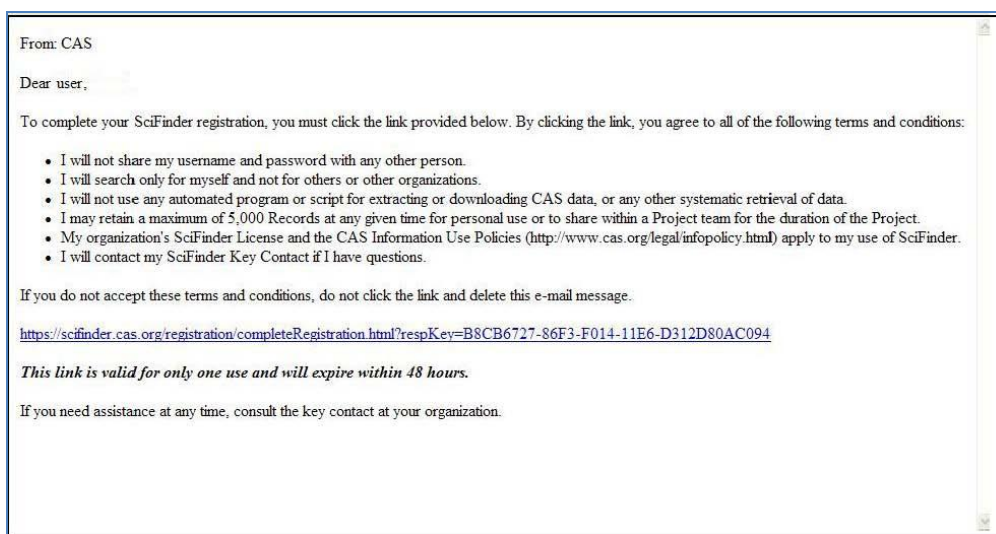 From: CAS
Dear user,
To complete your SciFinder registration, you must click the link provided below. By clicking the link, you agree to all of the following terms and conditions:
• I will not share my username and password with any other person.
• I will search only for myself and not for others or other organizations.
• I will not use any automated program or script for extracting or downloading CAS data, or any other systematic retrieval of data.
• I may retain a maximum of 5,000 Records at any given time for personal use or to share within a Project team for the duration of the Project.
• My organization's SciFinder License and the CAS Information Use Policies (http://www.cas.org/legal/infopolicy.html) apply to my use of SciFinder.
• I will contact my SciFinder Key Contact if I have questions.
If you do not accept these terms and conditions, do not click the link and delete this e-mail message.
https://scifinder.cas.org/registration/completeRegistration.html?respKey=B8CB6727-86F3-F014-11E6-D312D80AC094
This link is valid for only one use and will expire within 48 hours.
If you need assistance at any time, consult the key contact at your organization.